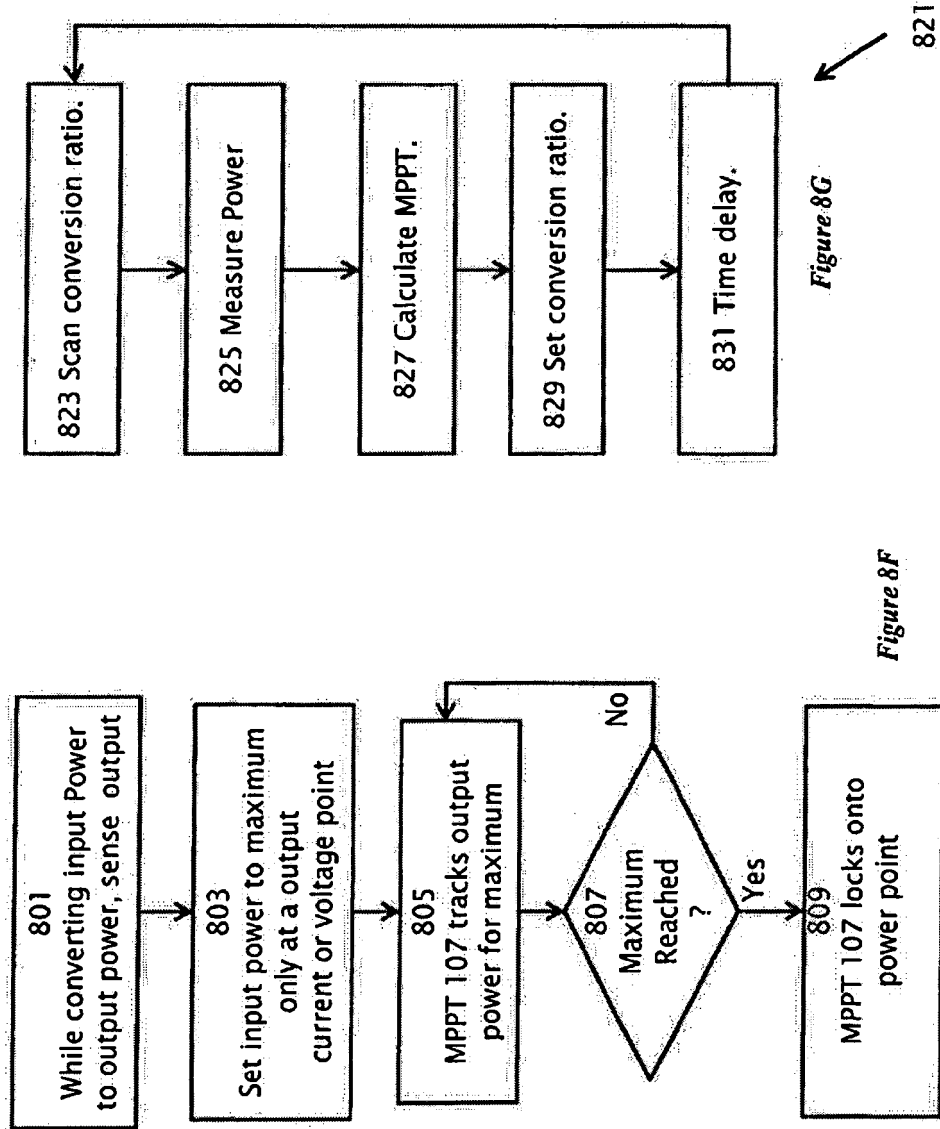 801
While converting input Power
to output power, sense output
803
Set input power to maximum
only at a output
current or voltage point
805
MPPT 107 tracks output
power for maximum
807
Maximum
Reached
?
No
Yes
809
MPPT 107 locks onto
power point
Figure 8F
823 Scan conversion ratio.
825 Measure Power
827 Calculate MPPT.
829 Set conversion ratio.
831 Time delay.
Figure 8G
821